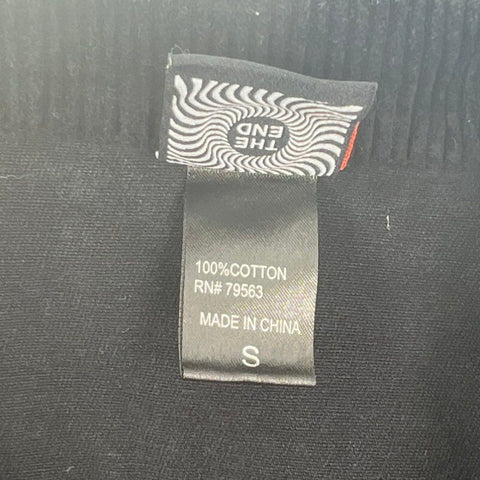 THE
END
100%COTTON
RN# 79563
MADE IN CHINA
S